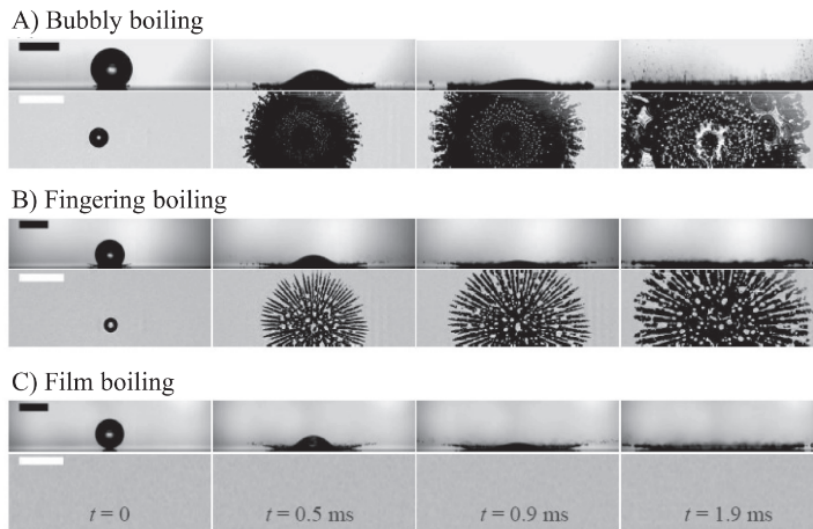 A) Bubbly boiling
B) Fingering boiling
C) Film boiling
t = 0
t = 0.5 ms
t = 0.9 ms
t = 1.9 ms